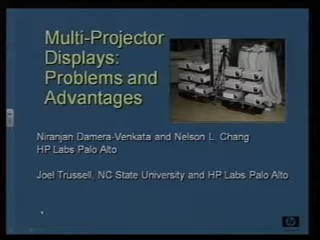 Multi-Projector
Displays:
Problems and
Advantages
Niranjan Damera-Venkata and Nelson L. Chang
HP Labs Palo Alto
Joel Trussell, NC State University and HP Labs Palo Alto
hp